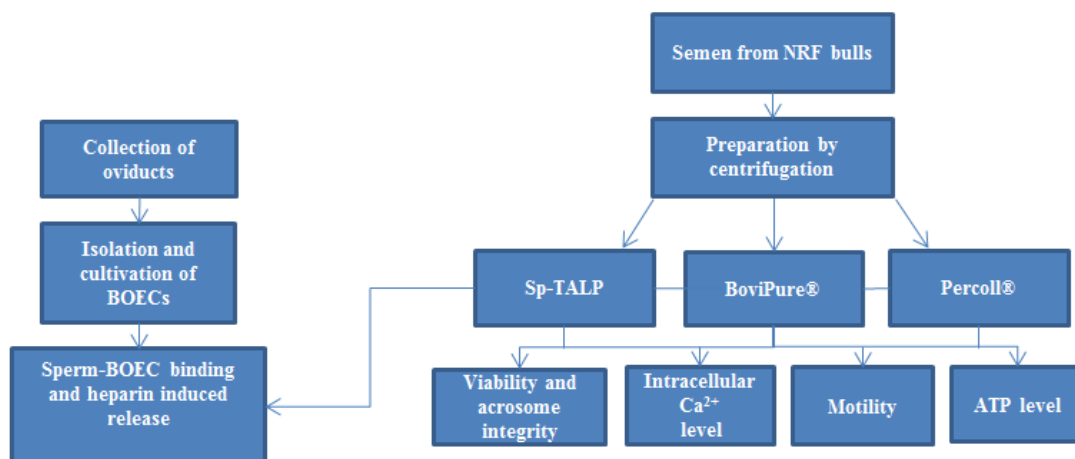 Semen from NRF bulls
Collection of
oviducts
Preparation by
centrifugation
Isolation and
cultivation of
BOECs
Sp-TALP
BoviPure®
Percoll®
Sperm-BOEC binding
and heparin induced
release
Viability and
acrosome
integrity
Intracellular
Ca²⁺
level
Motility
ATP level